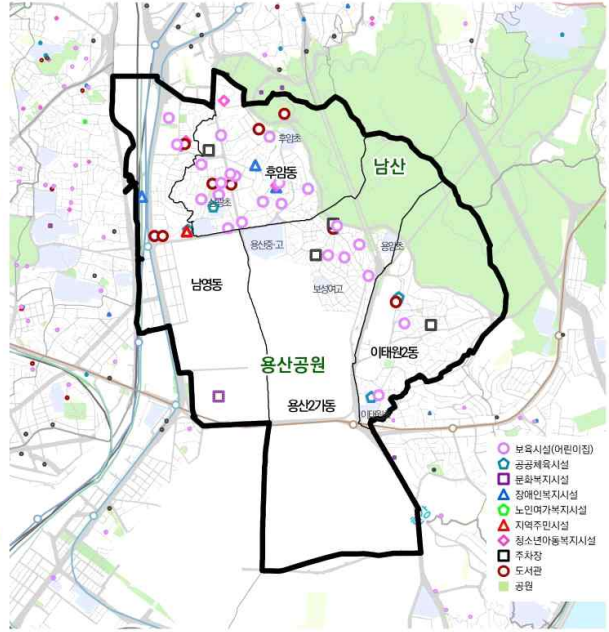 후암초
남산
후암동
삼광초
용산중·고
용암초
남영동
보성여고
용산공원
이태원2동
용산2가동
보육시설(어린이집)
공공체육시설
문화복지시설
장애인복지시설
노인여가복지시설
지역주민시설
청소년아동복지시설
주차장
도서관
공원